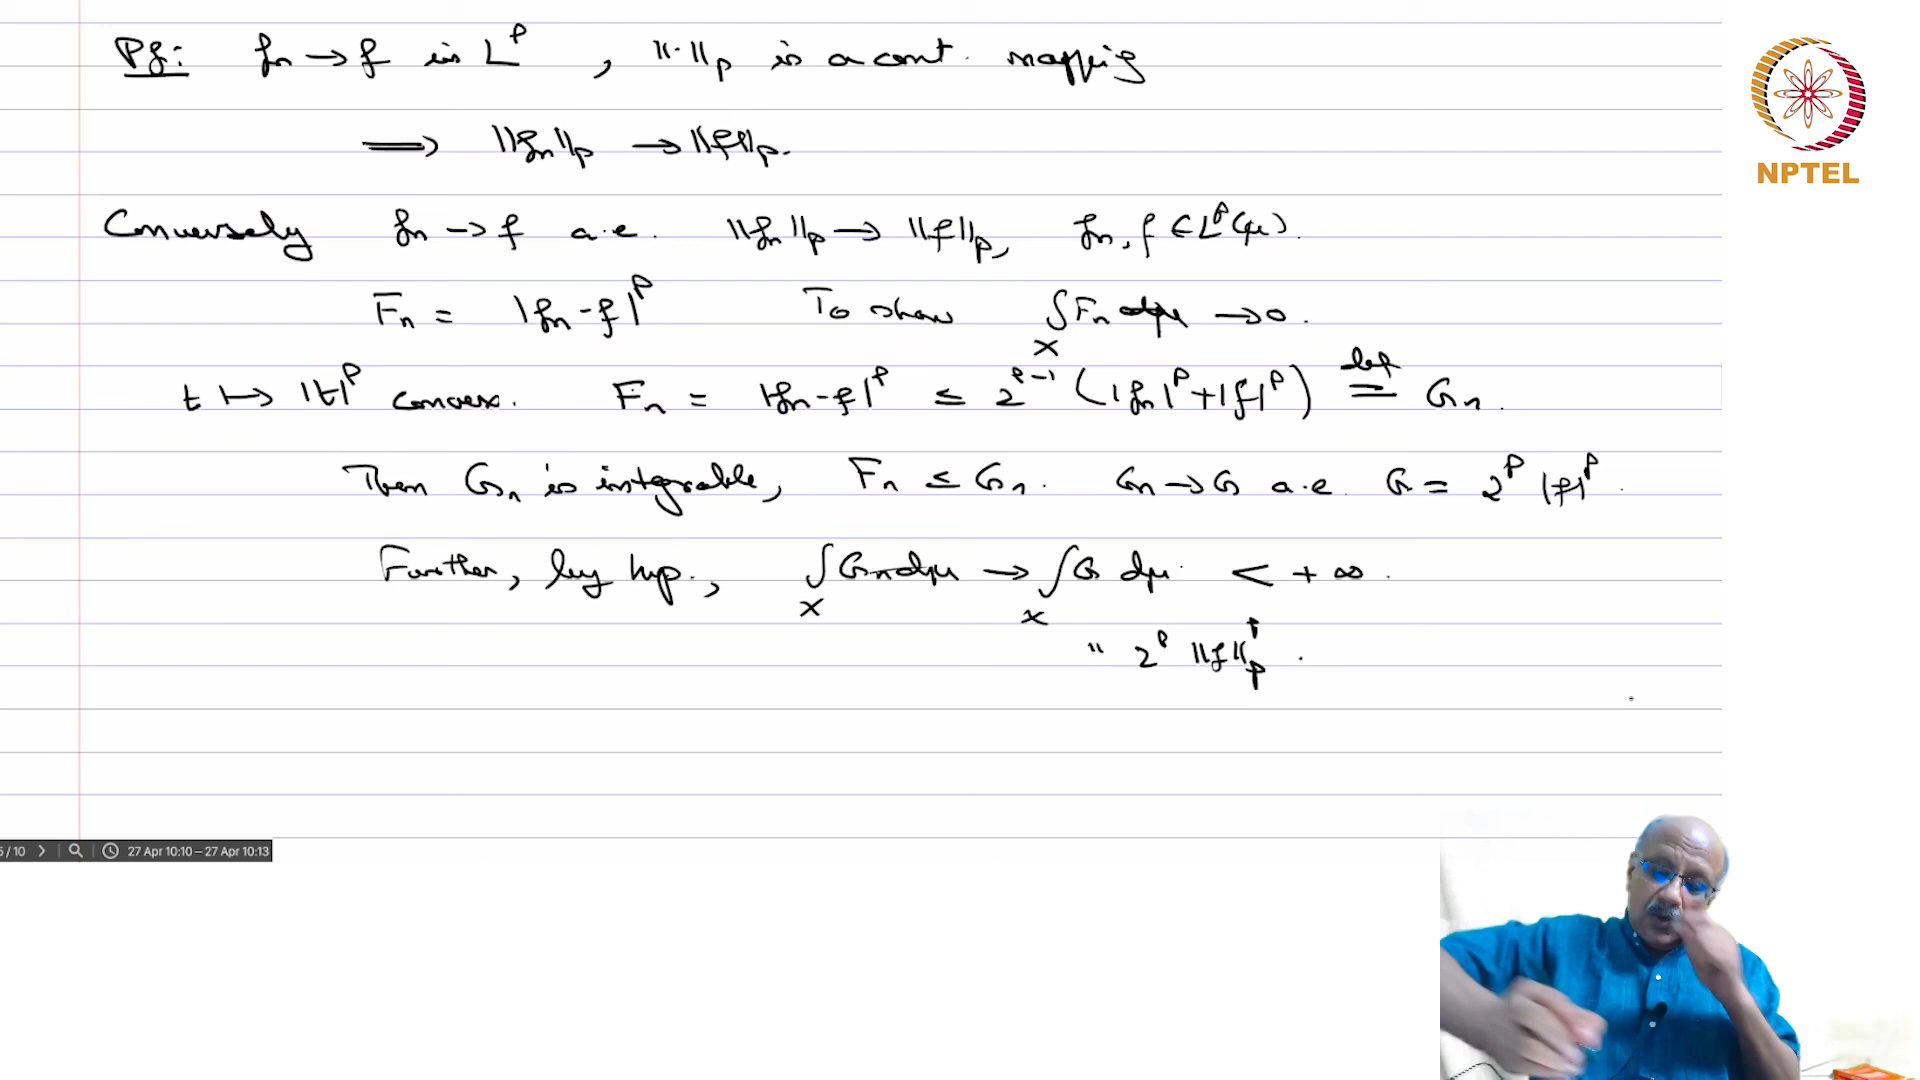 Pf: fn → f in L^p , ||·||_p is a cont. mapping
⟹ ||fn||_p → ||f||_p.
NPTEL
Conversely fn → f a.e. ||fn||_p → ||f||_p, fn, f ∈ L^p(μ).
Fn = |fn - f|^p To show ∫_X Fn dμ → 0.
t ↦ |t|^p convex. Fn = |fn - f|^p ≤ 2^{p-1} (|fn|^p + |f|^p) def = Gn.
Then Gn is integrable, Fn ≤ Gn. Gn → G a.e. G = 2^p |f|^p.
Further, by hyp., ∫_X Gn dμ → ∫_X G dμ < +∞.
" 2^p ||f||_p^p.
5/10 27 Apr 10:10 – 27 Apr 10:13